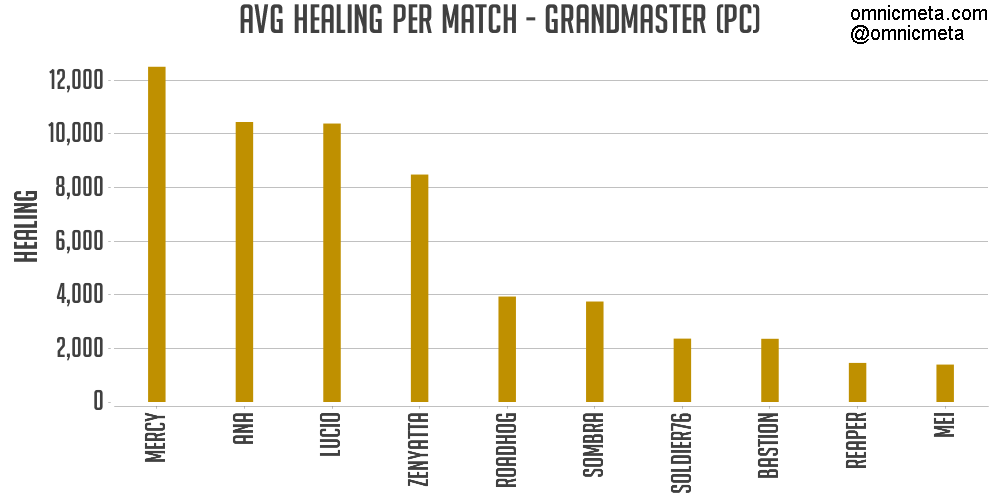 AVG HEALING PER MATCH - GRANDMASTER (PC)
omnicmeta.com
@omnicmeta
HEALING
12,000
10,000
8,000
6,000
4,000
2,000
0
MERCY
ANA
LUCIO
ZENYATTA
ROADHOG
SOMBRA
SOLDIER76
BASTION
REAPER
MEI